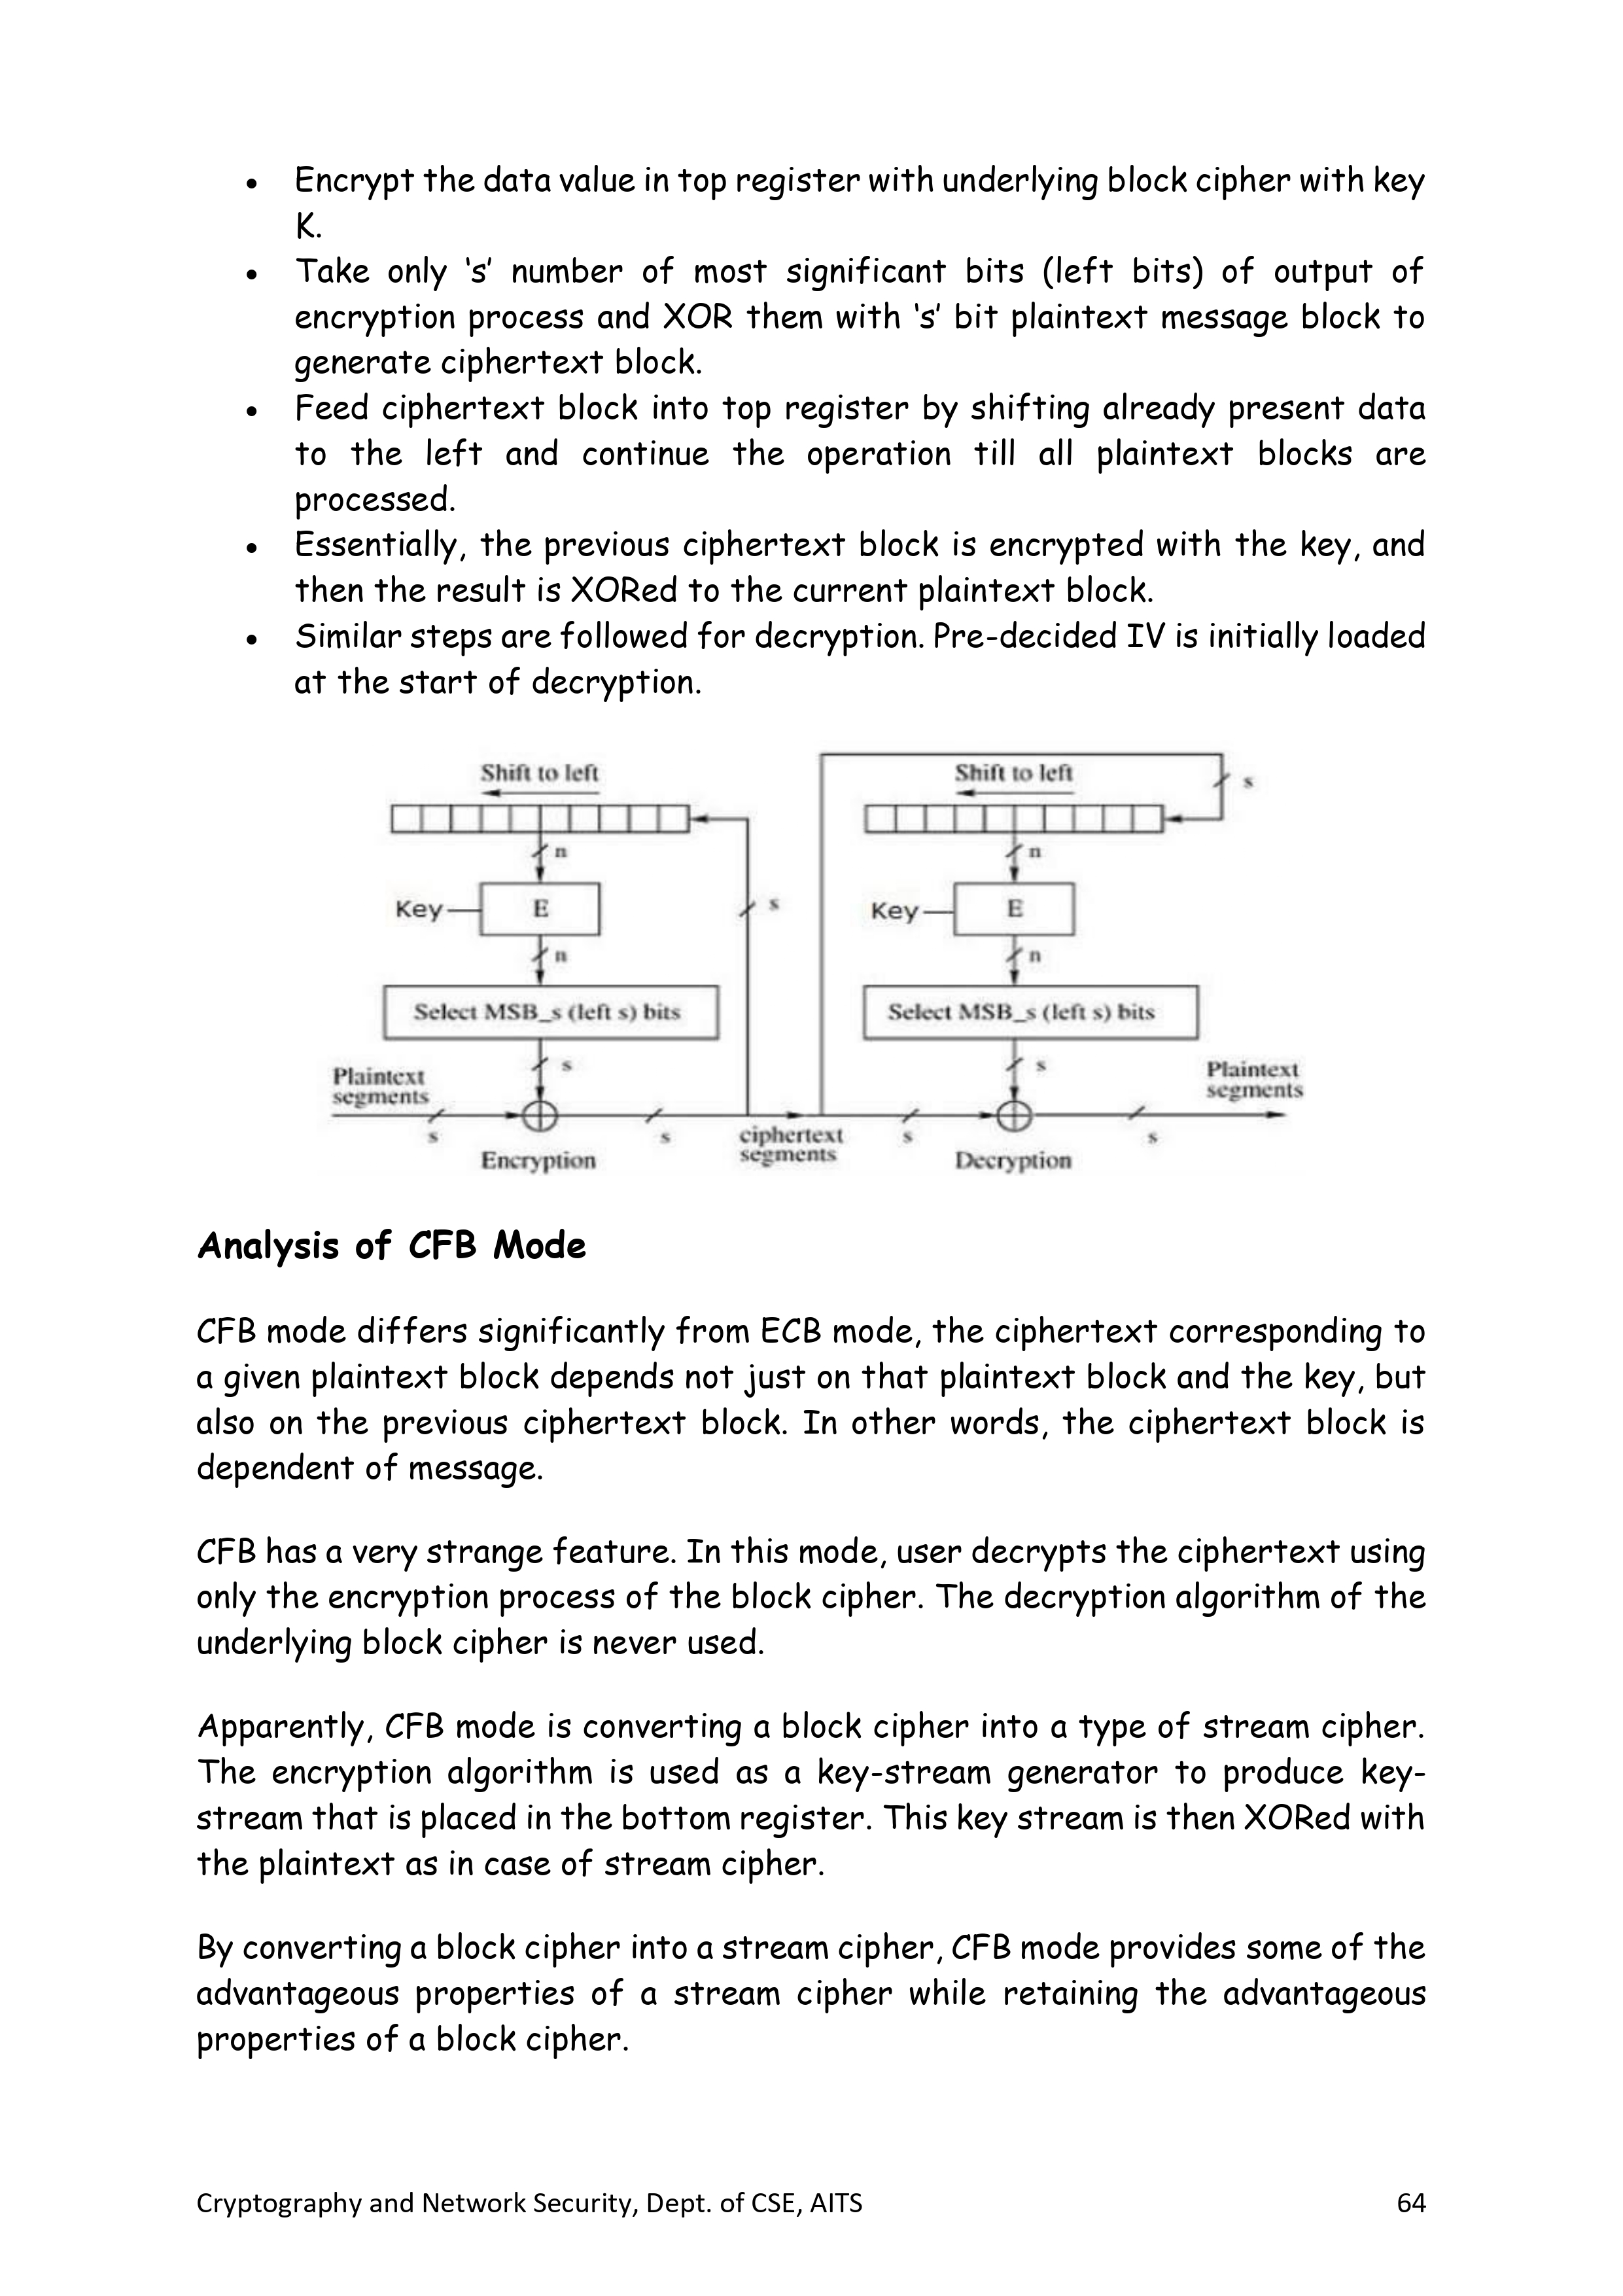 • Encrypt the data value in top register with underlying block cipher with key
K.
• Take only ‘s’ number of most significant bits (left bits) of output of
encryption process and XOR them with ‘s’ bit plaintext message block to
generate ciphertext block.
• Feed ciphertext block into top register by shifting already present data
to the left and continue the operation till all plaintext blocks are
processed.
• Essentially, the previous ciphertext block is encrypted with the key, and
then the result is XORed to the current plaintext block.
• Similar steps are followed for decryption. Pre-decided IV is initially loaded
at the start of decryption.
Shift to left
n
Key
E
n
Select MSB_s (left s) bits
s
s
Plaintext
segments
s
s
Encryption
ciphertext
segments
Shift to left
s
n
Key
E
n
Select MSB_s (left s) bits
s
Plaintext
segments
s
s
Decryption
Analysis of CFB Mode
CFB mode differs significantly from ECB mode, the ciphertext corresponding to
a given plaintext block depends not just on that plaintext block and the key, but
also on the previous ciphertext block. In other words, the ciphertext block is
dependent of message.
CFB has a very strange feature. In this mode, user decrypts the ciphertext using
only the encryption process of the block cipher. The decryption algorithm of the
underlying block cipher is never used.
Apparently, CFB mode is converting a block cipher into a type of stream cipher.
The encryption algorithm is used as a key-stream generator to produce key-
stream that is placed in the bottom register. This key stream is then XORed with
the plaintext as in case of stream cipher.
By converting a block cipher into a stream cipher, CFB mode provides some of the
advantageous properties of a stream cipher while retaining the advantageous
properties of a block cipher.
Cryptography and Network Security, Dept. of CSE, AITS 64